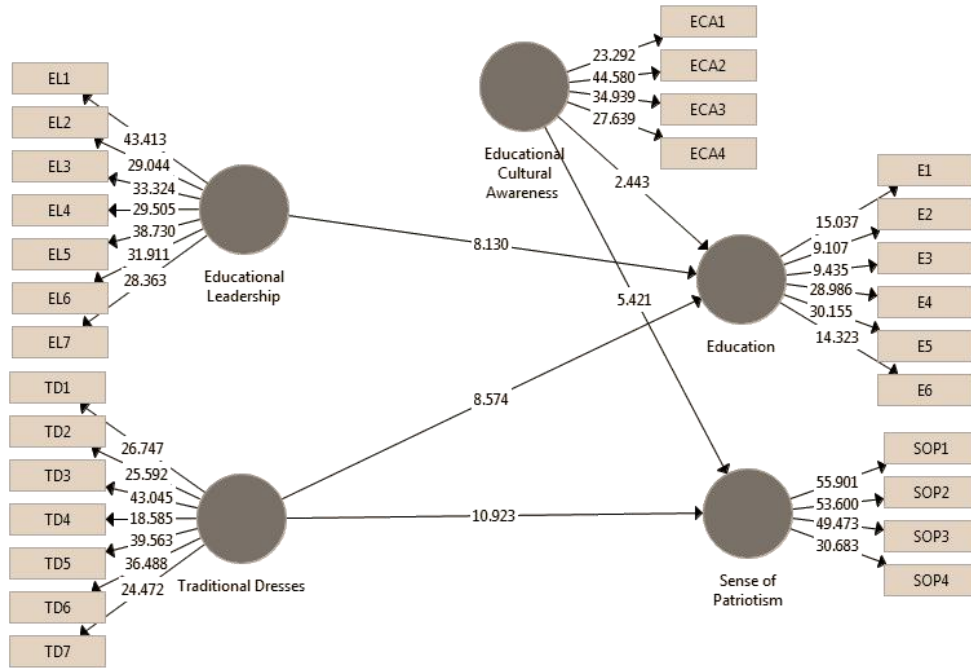 EL1
EL2
EL3
EL4
EL5
EL6
EL7
43.413
29.044
33.324
29.505
38.730
31.911
28.363
Educational
Leadership
TD1
TD2
TD3
TD4
TD5
TD6
TD7
26.747
25.592
43.045
18.585
39.563
36.488
24.472
Traditional Dresses
ECA1
ECA2
ECA3
ECA4
23.292
44.580
34.939
27.639
Educational
Cultural
Awareness
2.443
8.130
5.421
8.574
10.923
E1
E2
E3
E4
E5
E6
15.037
9.107
9.435
28.986
30.155
14.323
Education
SOP1
SOP2
SOP3
SOP4
55.901
53.600
49.473
30.683
Sense of
Patriotism